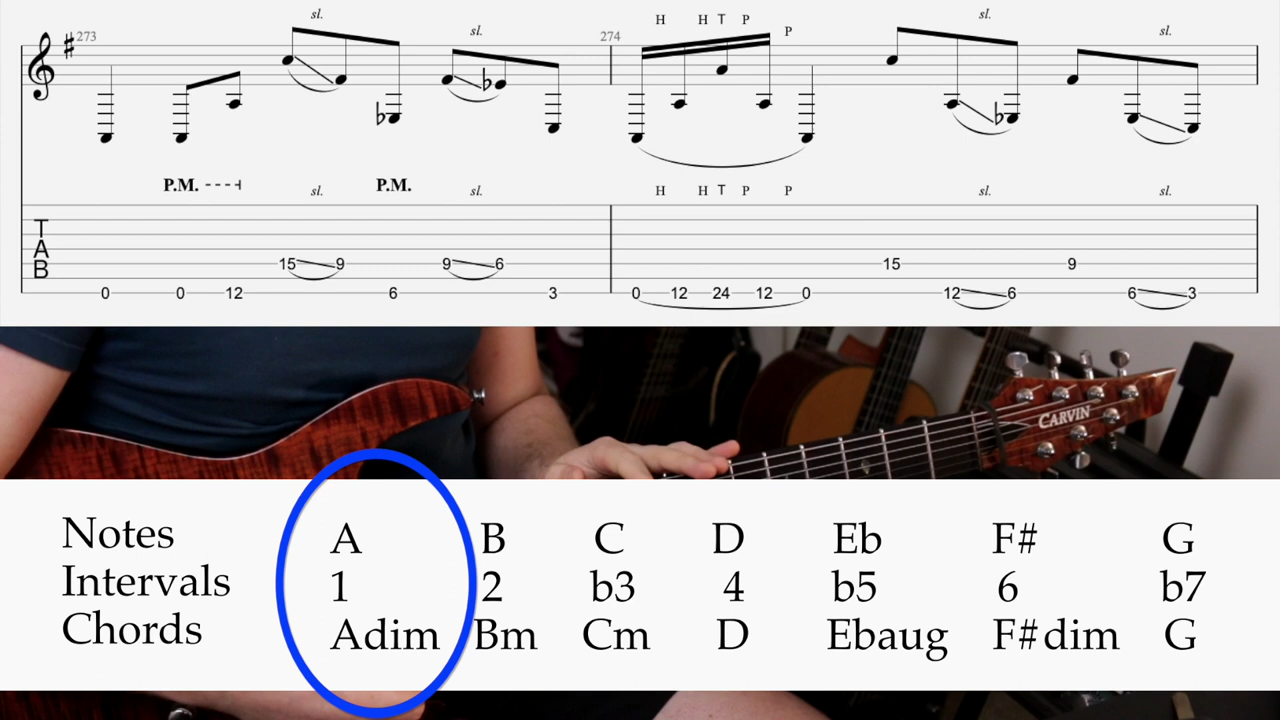 sl. sl. H H T P P sl. sl.
273 274
P.M. sl. P.M. sl. H H T P P sl. sl.
T
A
B
15 9 9 6 15 9
0 0 12 6 3 0 12 24 12 0 12 6 6 3
CARVIN
Notes A B C D Eb F# G
Intervals 1 2 b3 4 b5 6 b7
Chords Adim Bm Cm D Ebaug F#dim G